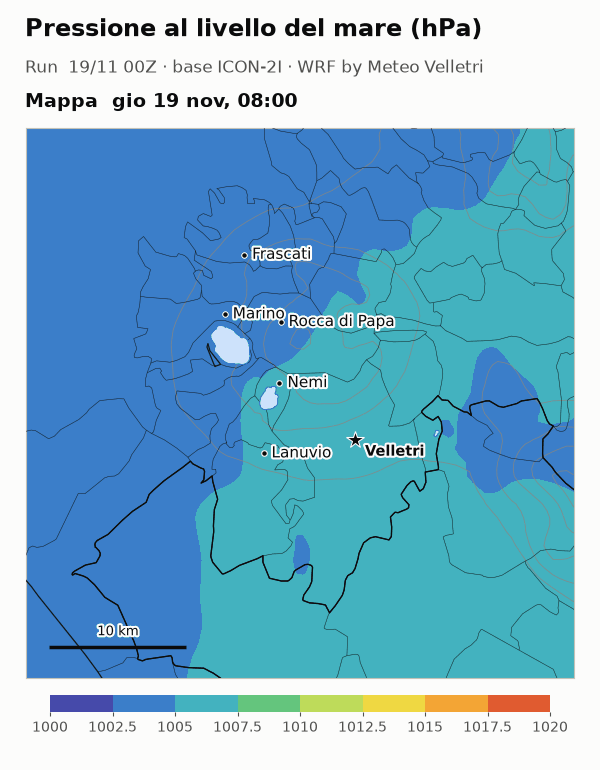 Pressione al livello del mare (hPa)
Run  19/11 00Z · base ICON-2I · WRF by Meteo Velletri
Mappa  gio 19 nov, 08:00
Frascati
Marino
Rocca di Papa
Nemi
Velletri
Lanuvio
10 km
1000 1002.5 1005 1007.5 1010 1012.5 1015 1017.5 1020